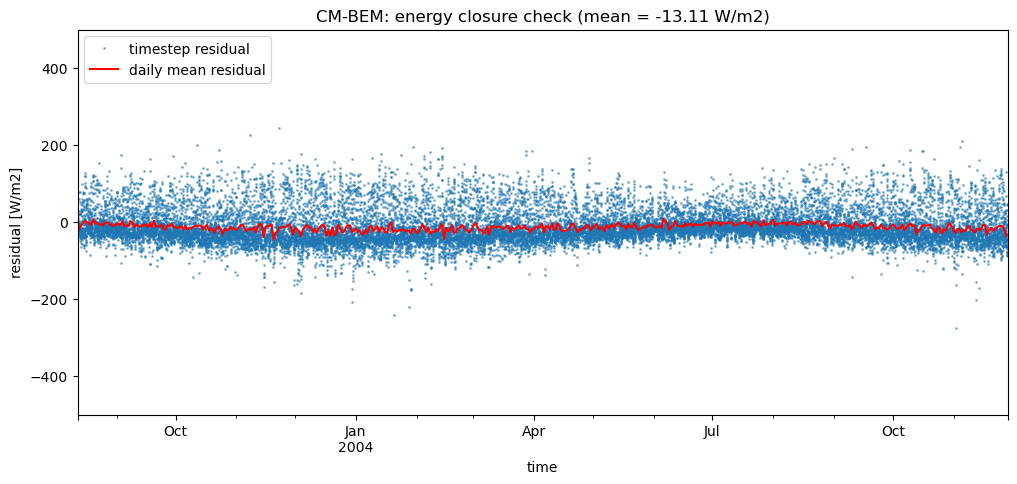 CM-BEM: energy closure check (mean = -13.11 W/m2)
timestep residual
daily mean residual
residual [W/m2]
400
200
0
−200
−400
Oct
Jan
2004
Apr
Jul
Oct
time